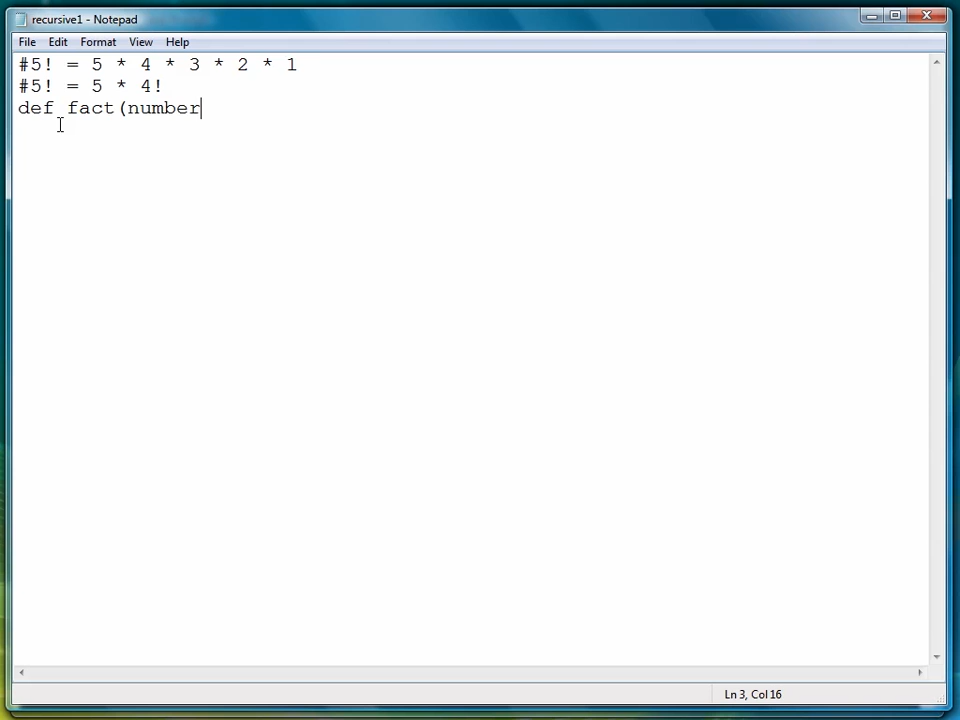 recursive1 - Notepad
File Edit Format View Help
#5! = 5 * 4 * 3 * 2 * 1
#5! = 5 * 4!
def fact(number
Ln 3, Col 16